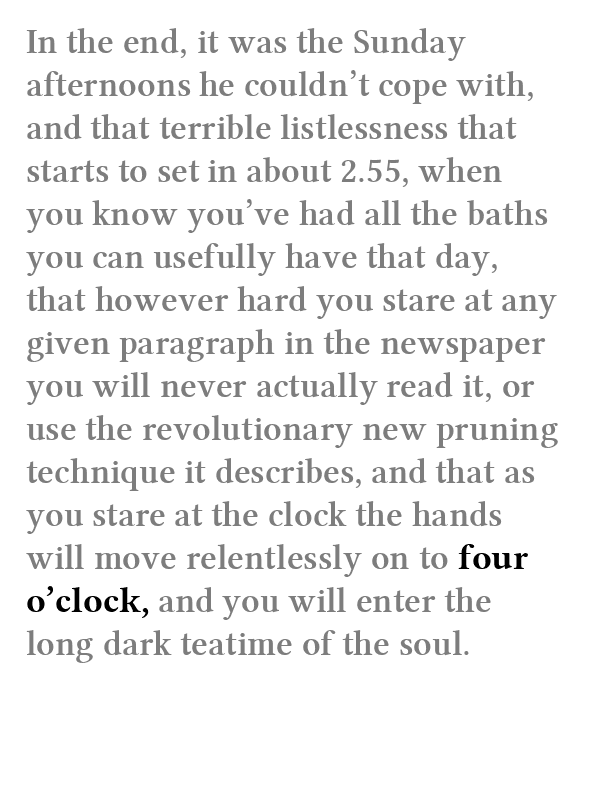 In the end, it was the Sunday
afternoons he couldn’t cope with,
and that terrible listlessness that
starts to set in about 2.55, when
you know you’ve had all the baths
you can usefully have that day,
that however hard you stare at any
given paragraph in the newspaper
you will never actually read it, or
use the revolutionary new pruning
technique it describes, and that as
you stare at the clock the hands
will move relentlessly on to four
o’clock, and you will enter the
long dark teatime of the soul.